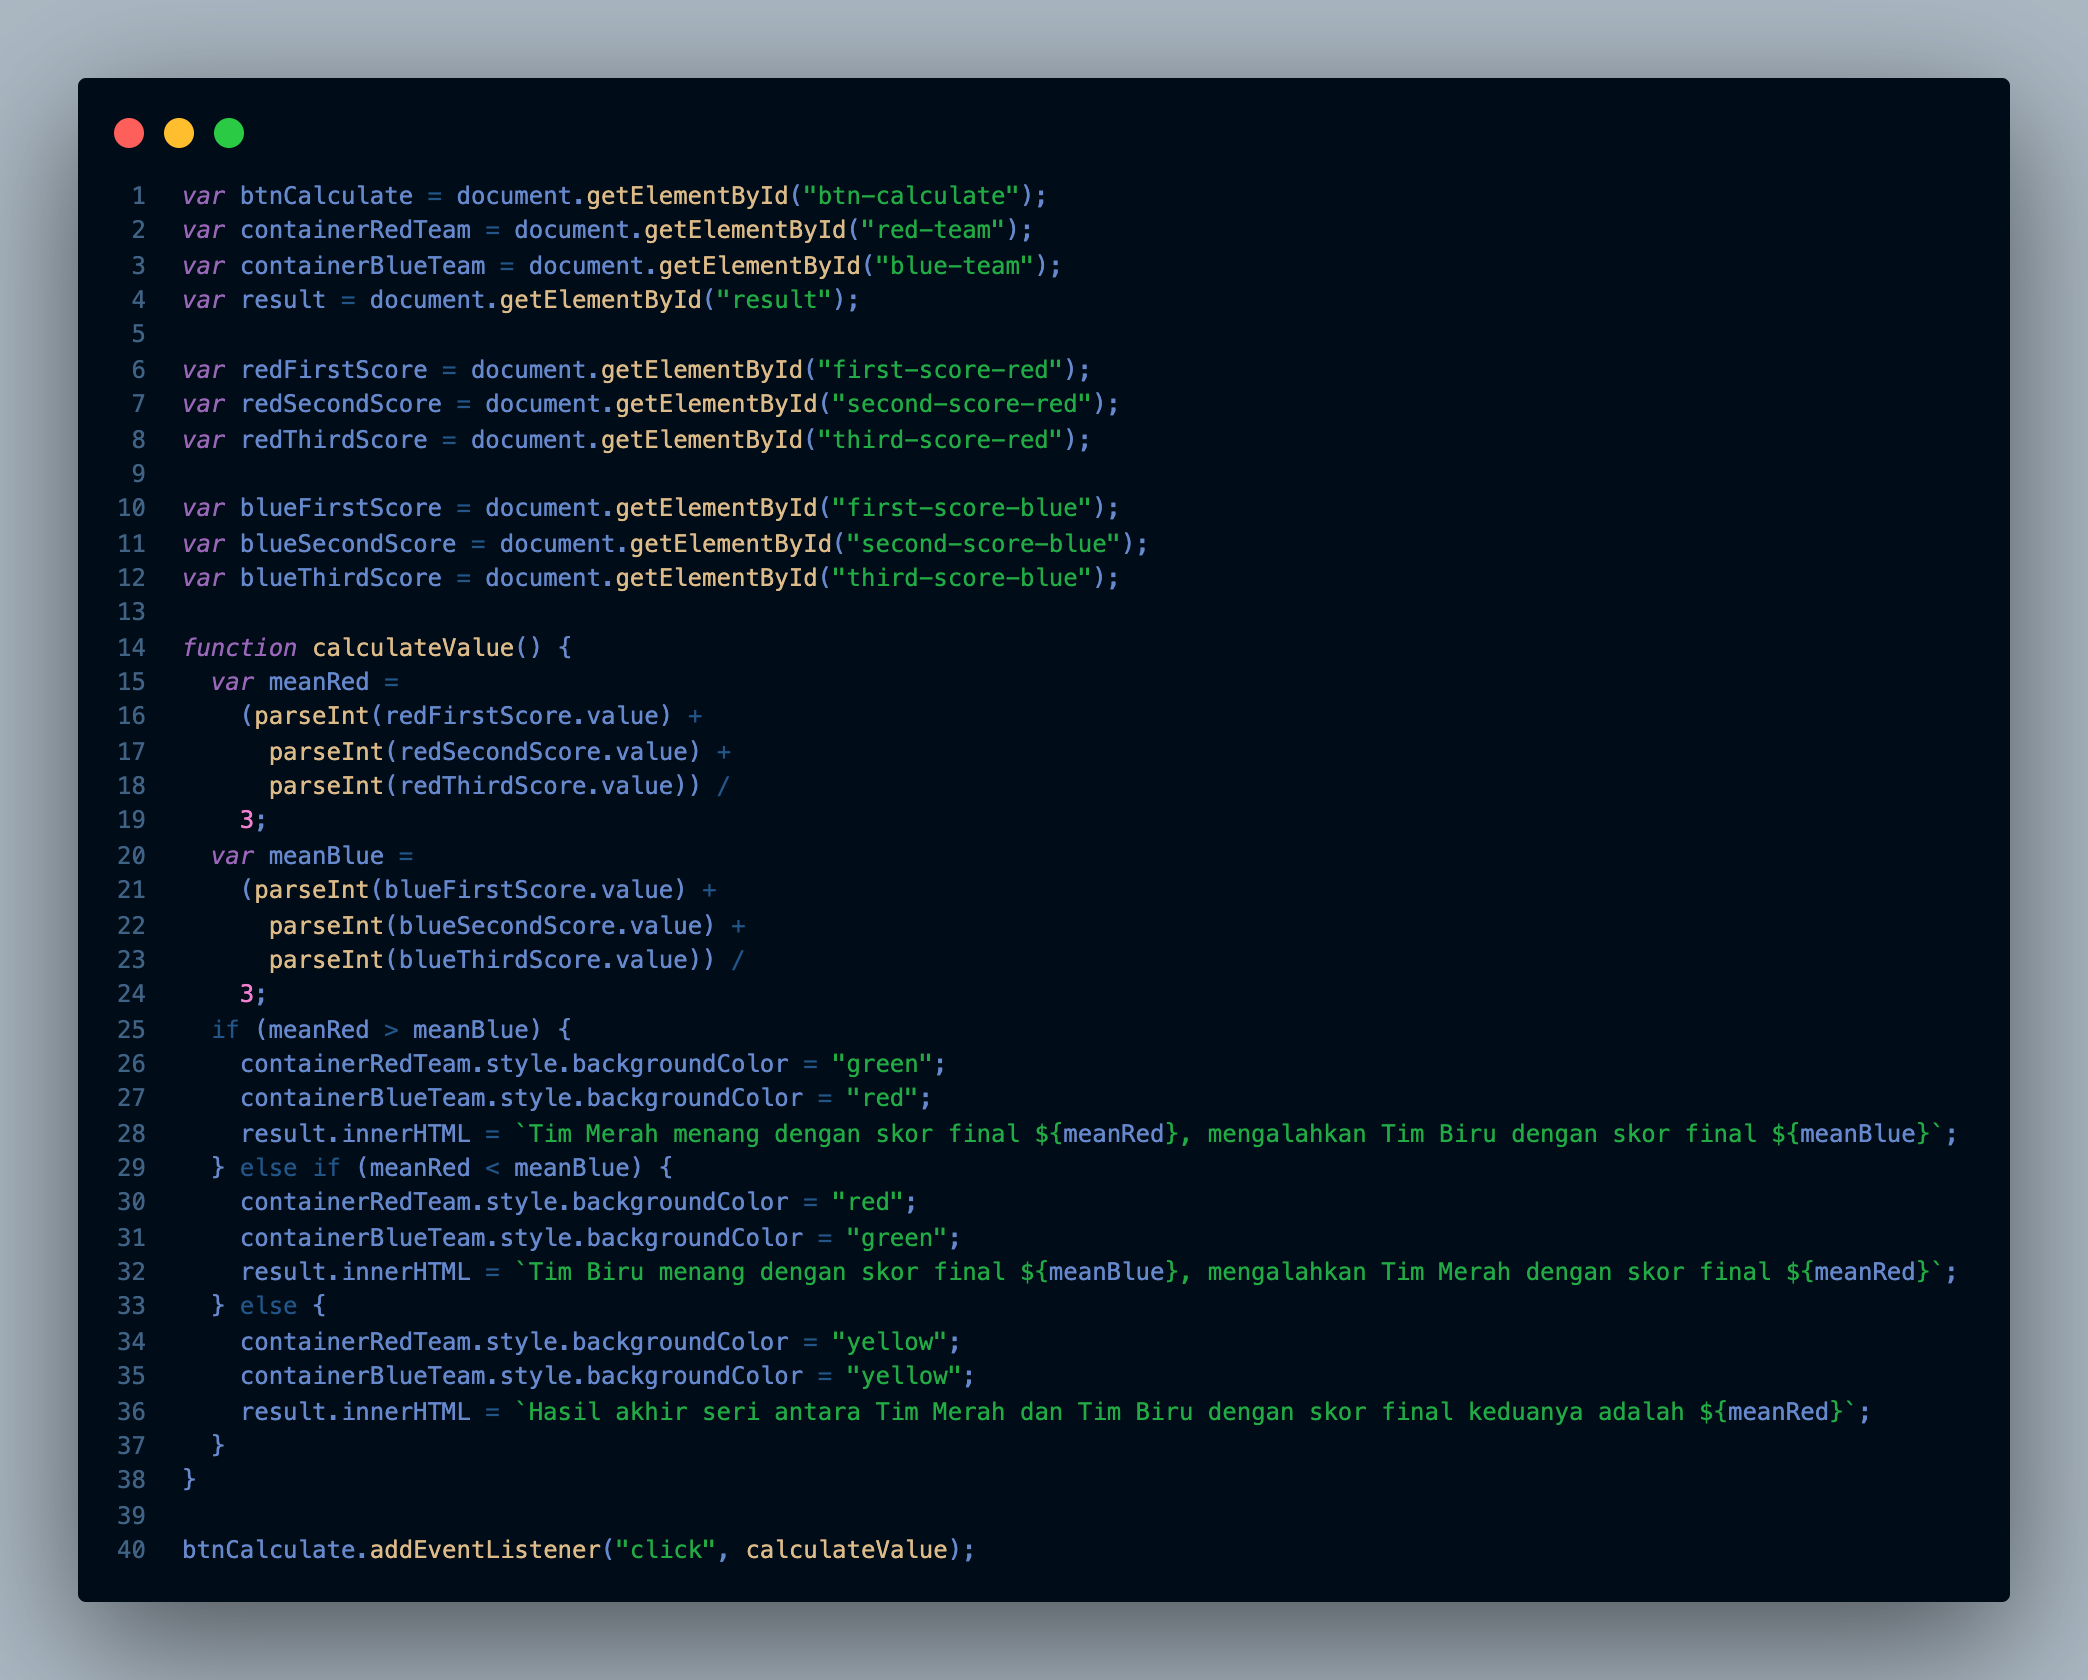 1 var btnCalculate = document.getElementById("btn-calculate");
2 var containerRedTeam = document.getElementById("red-team");
3 var containerBlueTeam = document.getElementById("blue-team");
4 var result = document.getElementById("result");
5
6 var redFirstScore = document.getElementById("first-score-red");
7 var redSecondScore = document.getElementById("second-score-red");
8 var redThirdScore = document.getElementById("third-score-red");
9
10 var blueFirstScore = document.getElementById("first-score-blue");
11 var blueSecondScore = document.getElementById("second-score-blue");
12 var blueThirdScore = document.getElementById("third-score-blue");
13
14 function calculateValue() {
15   var meanRed =
16     (parseInt(redFirstScore.value) +
17       parseInt(redSecondScore.value) +
18       parseInt(redThirdScore.value)) /
19     3;
20   var meanBlue =
21     (parseInt(blueFirstScore.value) +
22       parseInt(blueSecondScore.value) +
23       parseInt(blueThirdScore.value)) /
24     3;
25   if (meanRed > meanBlue) {
26     containerRedTeam.style.backgroundColor = "green";
27     containerBlueTeam.style.backgroundColor = "red";
28     result.innerHTML = `Tim Merah menang dengan skor final ${meanRed}, mengalahkan Tim Biru dengan skor final ${meanBlue}`;
29   } else if (meanRed < meanBlue) {
30     containerRedTeam.style.backgroundColor = "red";
31     containerBlueTeam.style.backgroundColor = "green";
32     result.innerHTML = `Tim Biru menang dengan skor final ${meanBlue}, mengalahkan Tim Merah dengan skor final ${meanRed}`;
33   } else {
34     containerRedTeam.style.backgroundColor = "yellow";
35     containerBlueTeam.style.backgroundColor = "yellow";
36     result.innerHTML = `Hasil akhir seri antara Tim Merah dan Tim Biru dengan skor final keduanya adalah ${meanRed}`;
37   }
38 }
39
40 btnCalculate.addEventListener("click", calculateValue);